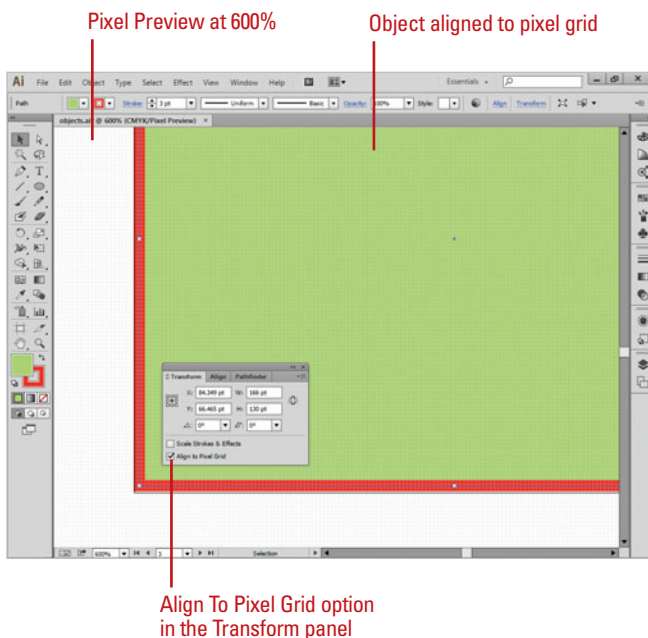 Pixel Preview at 600%
Object aligned to pixel grid
Ai File Edit Object Type Select Effect View Window Help
Essentials
Path
Stroke: 3 pt
Uniform
Basic
Opacity: 100%
Style:
Align Transform
objects.ai @ 600% (CMYK/Pixel Preview) ×
Transform Align Pathfinder
X: 84.349 pt W: 166 pt
Y: 66.465 pt H: 130 pt
0° 0°
Scale Strokes & Effects
Align to Pixel Grid
600% 3 Selection
Align To Pixel Grid option
in the Transform panel